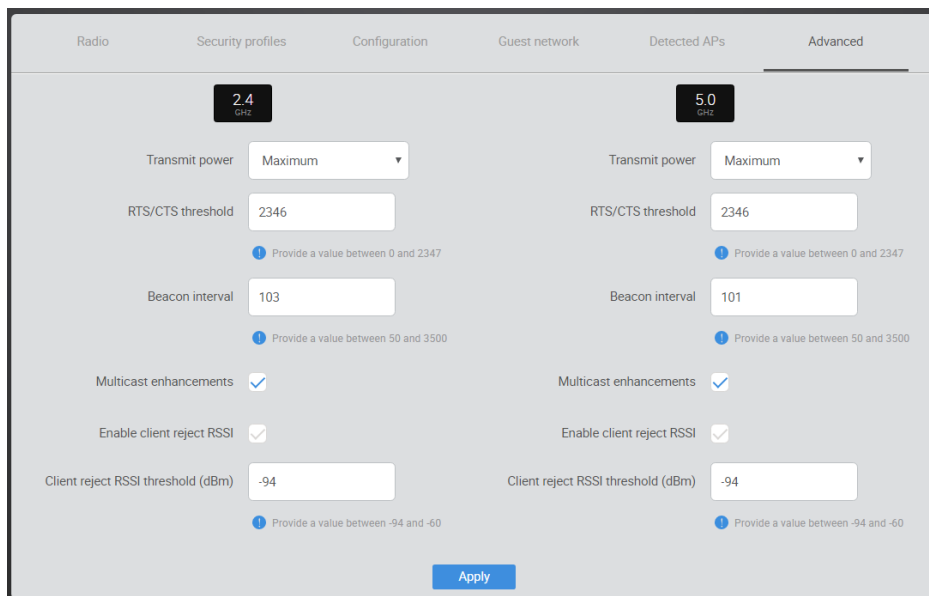 Radio Security profiles Configuration Guest network Detected APs Advanced
2.4 5.0
GHz GHz
Transmit power Maximum Transmit power Maximum
RTS/CTS threshold 2346 RTS/CTS threshold 2346
Provide a value between 0 and 2347 Provide a value between 0 and 2347
Beacon interval 103 Beacon interval 101
Provide a value between 50 and 3500 Provide a value between 50 and 3500
Multicast enhancements Multicast enhancements
Enable client reject RSSI Enable client reject RSSI
Client reject RSSI threshold (dBm) -94 Client reject RSSI threshold (dBm) -94
Provide a value between -94 and -60 Provide a value between -94 and -60
Apply